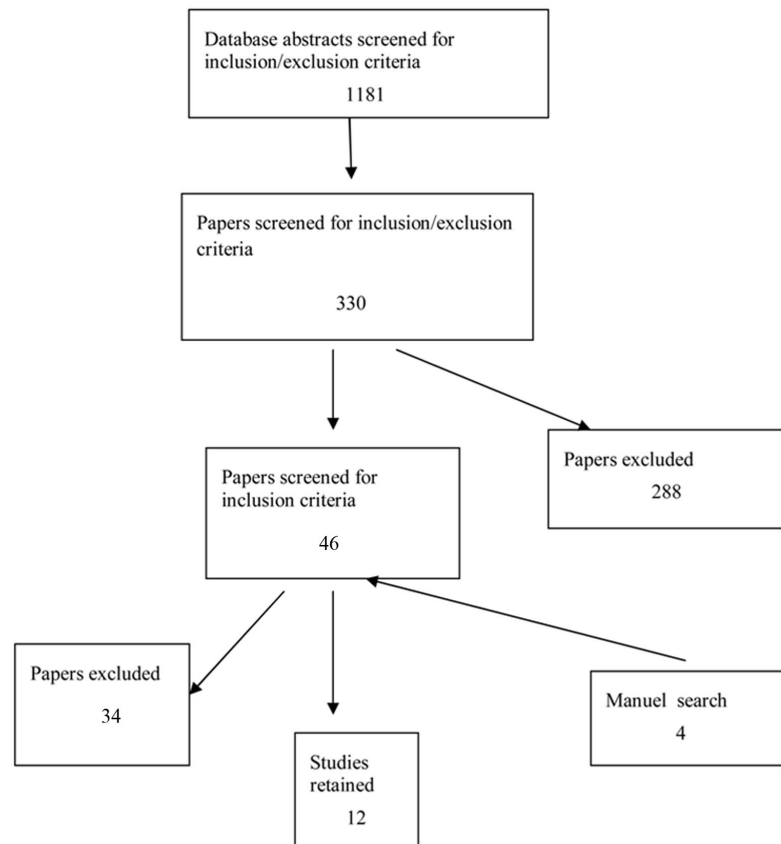 Database abstracts screened for
inclusion/exclusion criteria
1181
Papers screened for inclusion/exclusion
criteria
330
Papers screened for
inclusion criteria
46
Papers excluded
288
Papers excluded
34
Manuel search
4
Studies
retained
12